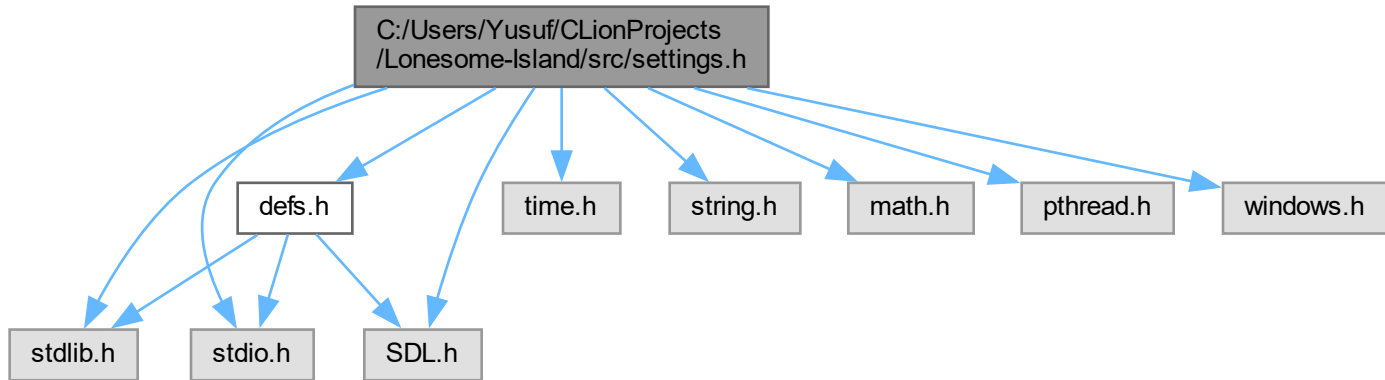 C:/Users/Yusuf/CLionProjects
/Lonesome-Island/src/settings.h
defs.h
time.h
string.h
math.h
pthread.h
windows.h
stdlib.h
stdio.h
SDL.h